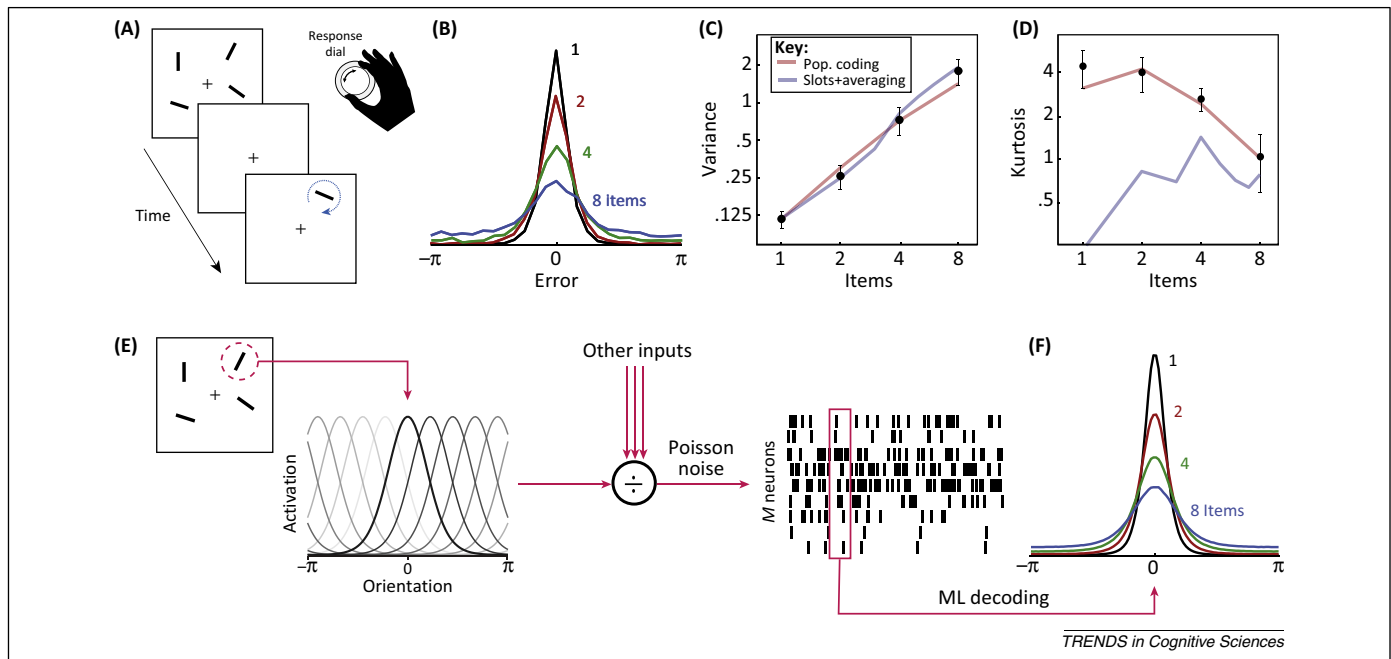 (A)
Response
dial
Time
(B)
1
2
4
8 Items
−π
0
π
Error
(C)
Key:
Pop. coding
Slots+averaging
Variance
2
1
.5
.25
.125
1
2
4
8
Items
(D)
Kurtosis
4
2
1
.5
1
2
4
8
Items
(E)
Activation
−π
0
π
Orientation
Other inputs
÷
Poisson
noise
M neurons
ML decoding
(F)
1
2
4
8 Items
−π
0
π
TRENDS in Cognitive Sciences